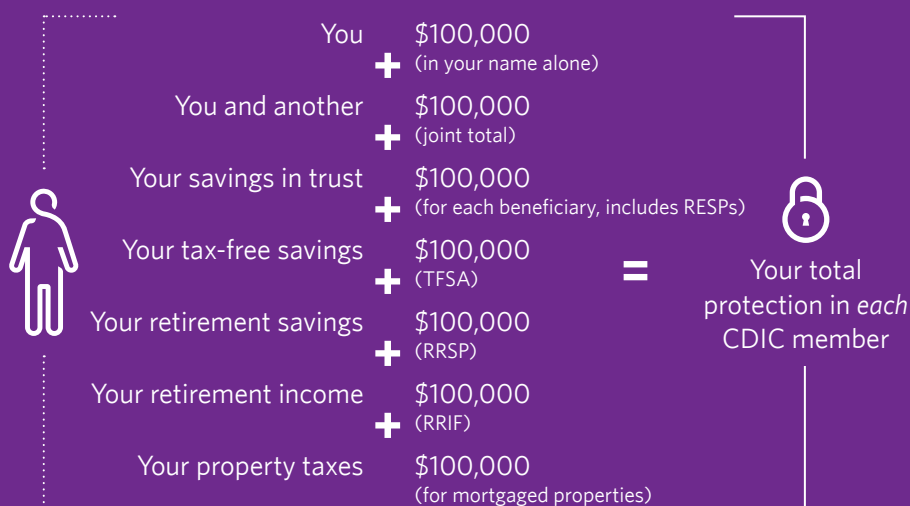 You $100,000
+ (in your name alone)
You and another $100,000
+ (joint total)
Your savings in trust $100,000
+ (for each beneficiary, includes RESPs)
Your tax-free savings $100,000
+ (TFSA)
Your retirement savings $100,000
+ (RRSP)
Your retirement income $100,000
+ (RRIF)
Your property taxes $100,000
(for mortgaged properties)
=
Your total
protection in each
CDIC member